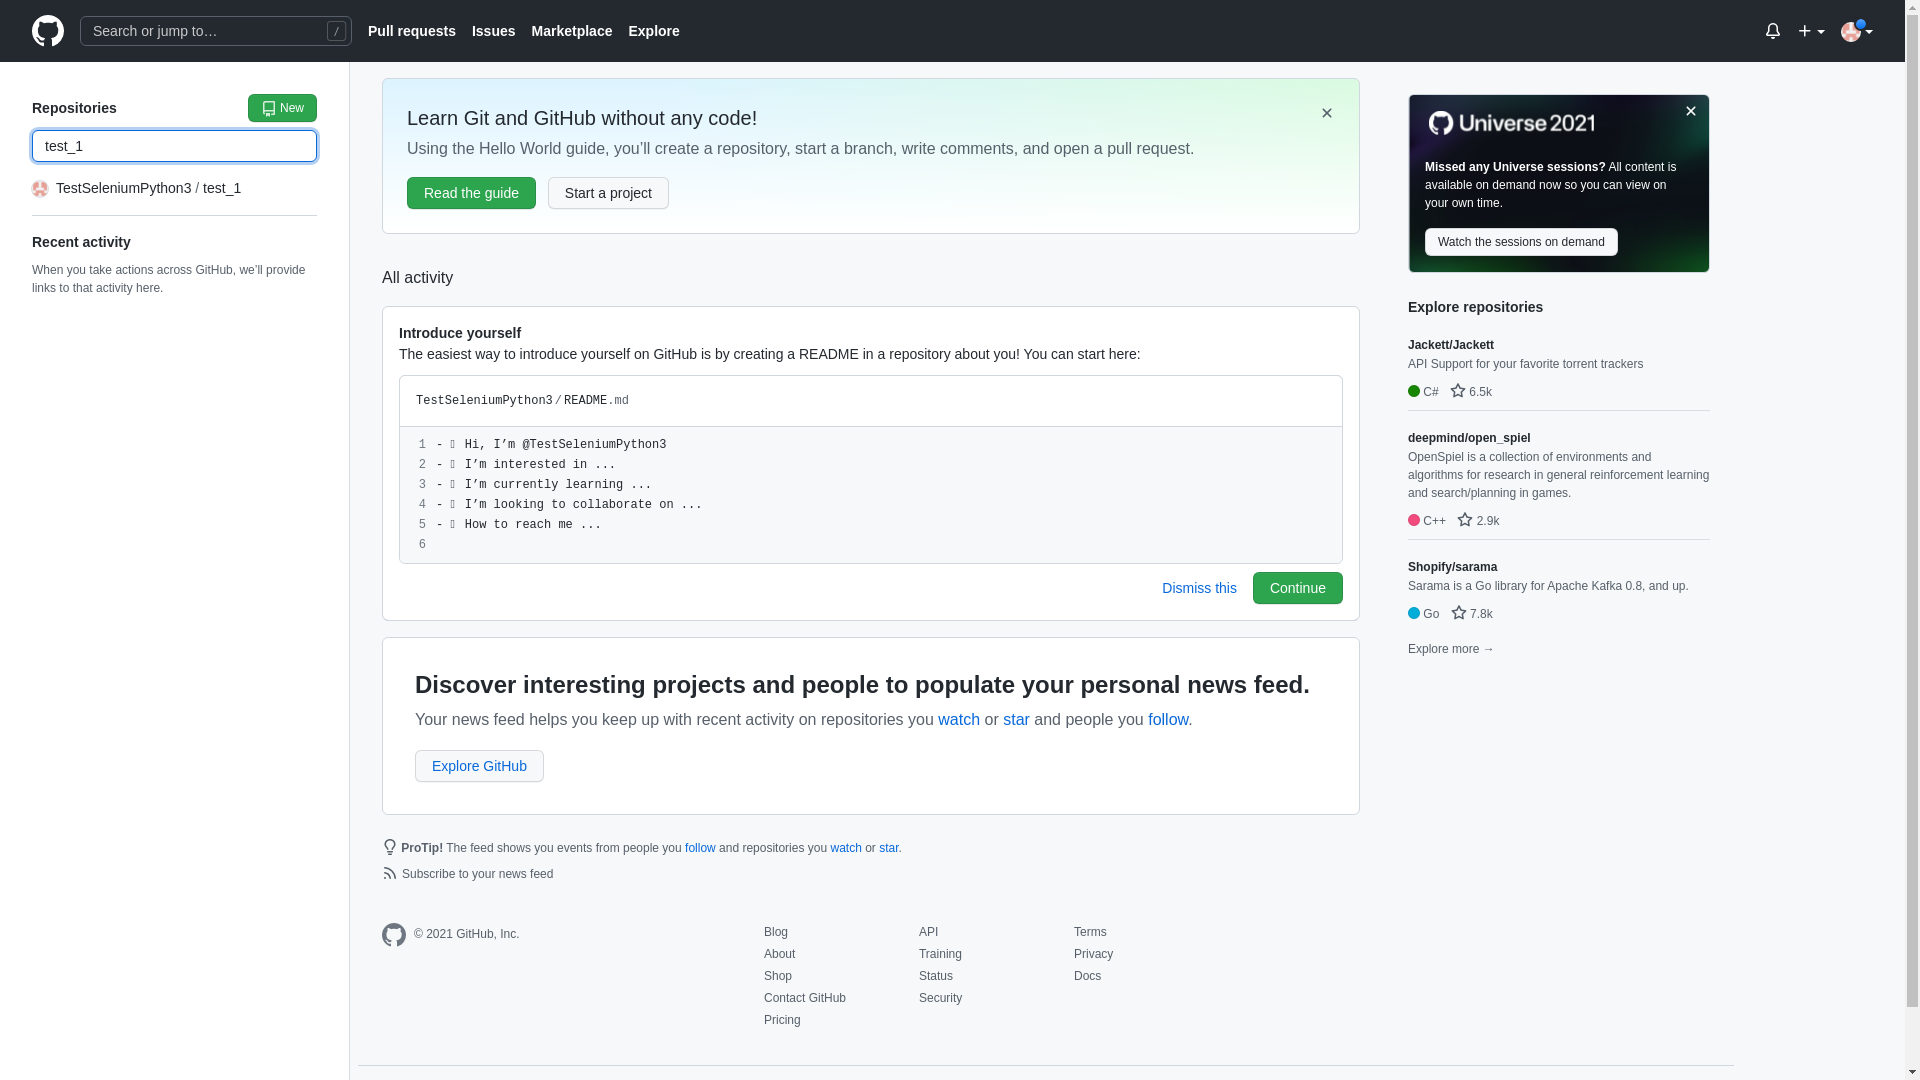 Search or jump to…
/
Pull requests
Issues
Marketplace
Explore
Repositories
New
test_1
TestSeleniumPython3 / test_1
Recent activity
When you take actions across GitHub, we’ll provide
links to that activity here.
Learn Git and GitHub without any code!
Using the Hello World guide, you’ll create a repository, start a branch, write comments, and open a pull request.
Read the guide
Start a project
All activity
Introduce yourself
The easiest way to introduce yourself on GitHub is by creating a README in a repository about you! You can start here:
TestSeleniumPython3 / README.md
1 - Hi, I’m @TestSeleniumPython3
2 - I’m interested in ...
3 - I’m currently learning ...
4 - I’m looking to collaborate on ...
5 - How to reach me ...
6
Dismiss this
Continue
Discover interesting projects and people to populate your personal news feed.
Your news feed helps you keep up with recent activity on repositories you watch or star and people you follow.
Explore GitHub
ProTip! The feed shows you events from people you follow and repositories you watch or star.
Subscribe to your news feed
Universe 2021
Missed any Universe sessions? All content is
available on demand now so you can view on
your own time.
Watch the sessions on demand
Explore repositories
Jackett/Jackett
API Support for your favorite torrent trackers
C# 6.5k
deepmind/open_spiel
OpenSpiel is a collection of environments and
algorithms for research in general reinforcement learning
and search/planning in games.
C++ 2.9k
Shopify/sarama
Sarama is a Go library for Apache Kafka 0.8, and up.
Go 7.8k
Explore more →
© 2021 GitHub, Inc.
Blog
About
Shop
Contact GitHub
Pricing
API
Training
Status
Security
Terms
Privacy
Docs